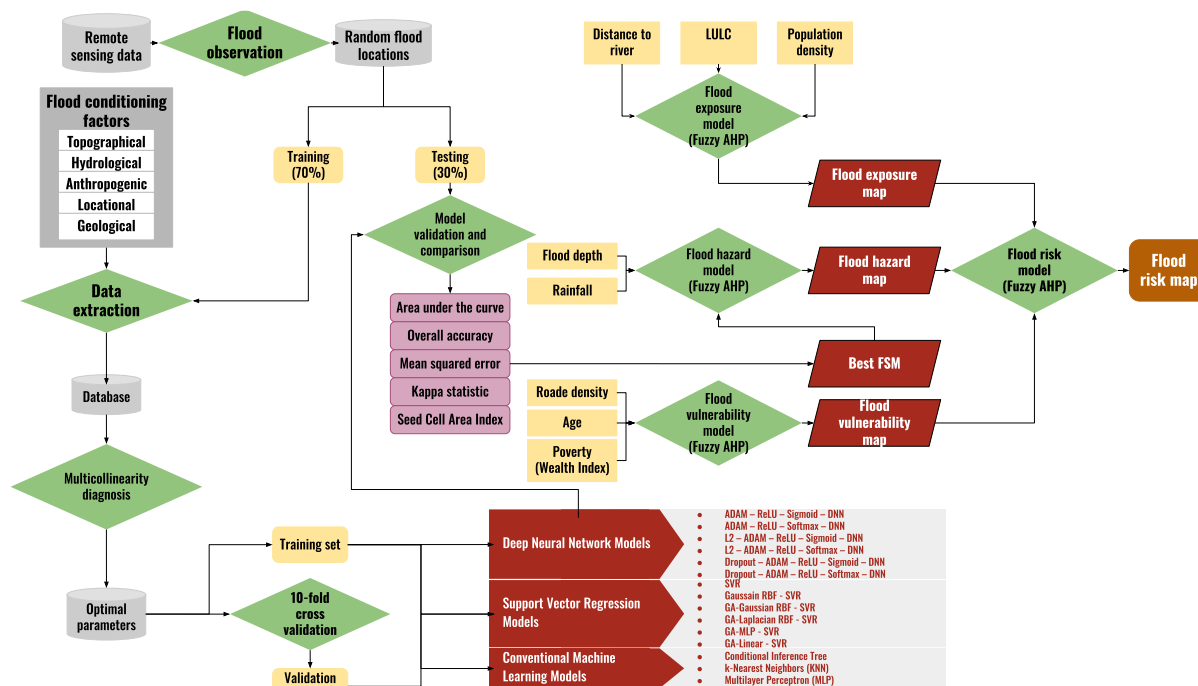 Remote
sensing data
Flood
observation
Random flood
locations
Distance to
river
LULC
Population
density
Flood
exposure
model
(Fuzzy AHP)
Flood conditioning
factors
Topographical
Hydrological
Anthropogenic
Locational
Geological
Training
(70%)
Testing
(30%)
Flood exposure
map
Model
validation and
comparison
Flood depth
Rainfall
Flood hazard
model
(Fuzzy AHP)
Flood hazard
map
Flood risk
model
(Fuzzy AHP)
Flood
risk map
Data
extraction
Area under the curve
Overall accuracy
Mean squared error
Kappa statistic
Seed Cell Area Index
Best FSM
Database
Roade density
Age
Poverty
(Wealth Index)
Flood
vulnerability
model
(Fuzzy AHP)
Flood
vulnerability
map
Multicollinearity
diagnosis
Training set
Optimal
parameters
10-fold
cross
validation
Validation
Deep Neural Network Models
• ADAM – ReLU – Sigmoid – DNN
• ADAM – ReLU – Softmax – DNN
• L2 – ADAM – ReLU – Sigmoid – DNN
• L2 – ADAM – ReLU – Softmax – DNN
• Dropout – ADAM – ReLU – Sigmoid – DNN
• Dropout – ADAM – ReLU – Softmax – DNN
Support Vector Regression
Models
• SVR
• Gaussain RBF - SVR
• GA-Gaussian RBF - SVR
• GA-Laplacian RBF - SVR
• GA-MLP - SVR
• GA-Linear - SVR
Conventional Machine
Learning Models
• Conditional Inference Tree
• k-Nearest Neighbors (KNN)
• Multilayer Perceptron (MLP)